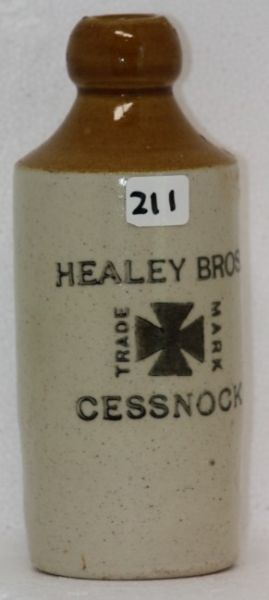 211
HEALEY BROS
TRADE MARK
CESSNOCK